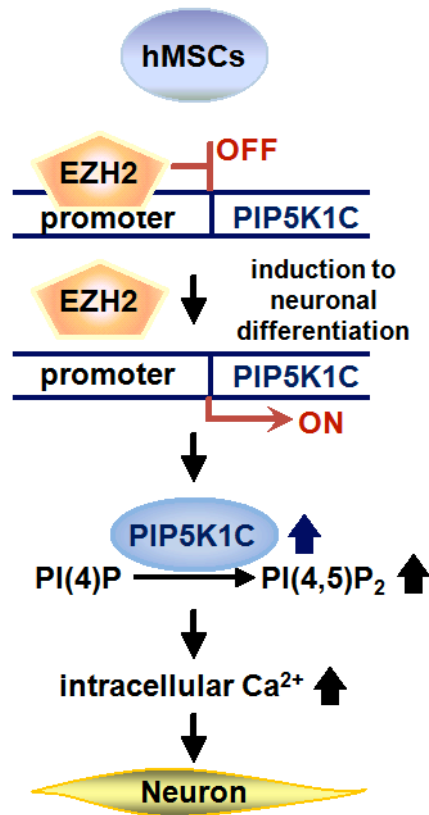 hMSCs
EZH2
OFF
promoter
PIP5K1C
EZH2
induction to
neuronal
differentiation
promoter
PIP5K1C
ON
PIP5K1C
PI(4)P
PI(4,5)P₂
intracellular Ca²⁺
Neuron